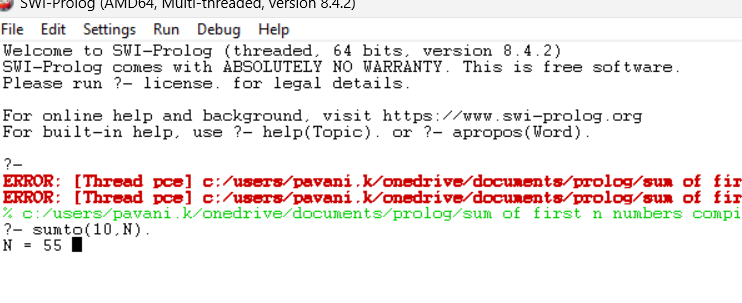 SWI-Prolog (AMD64, Multi-threaded, version 8.4.2)
File Edit Settings Run Debug Help
Welcome to SWI-Prolog (threaded, 64 bits, version 8.4.2)
SWI-Prolog comes with ABSOLUTELY NO WARRANTY. This is free software.
Please run ?- license. for legal details.
For online help and background, visit https://www.swi-prolog.org
For built-in help, use ?- help(Topic). or ?- apropos(Word).
?-
ERROR: [Thread pce] c:/users/pavani.k/onedrive/documents/prolog/sum of fir
ERROR: [Thread pce] c:/users/pavani.k/onedrive/documents/prolog/sum of fir
% c:/users/pavani.k/onedrive/documents/prolog/sum of first n numbers compi
?- sumto(10,N).
N = 55